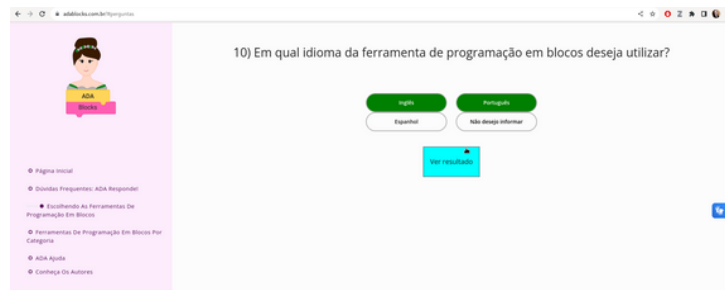 adablocks.com.br/#perguntas
10) Em qual idioma da ferramenta de programação em blocos deseja utilizar?
ADA
Blocks
Inglês
Português
Espanhol
Não desejo informar
Ver resultado
Página Inicial
Dúvidas Frequentes: ADA Responde!
Escolhendo As Ferramentas De
Programação Em Blocos
Ferramentas De Programação Em Blocos Por
Categoria
ADA Ajuda
Conheça Os Autores